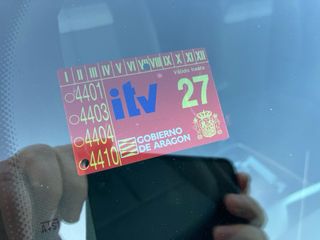 I II III IV V VI VII VIII IX X XI XII
Válido hasta
4401
4403
4404
4410
itv
27
GOBIERNO
DE ARAGON